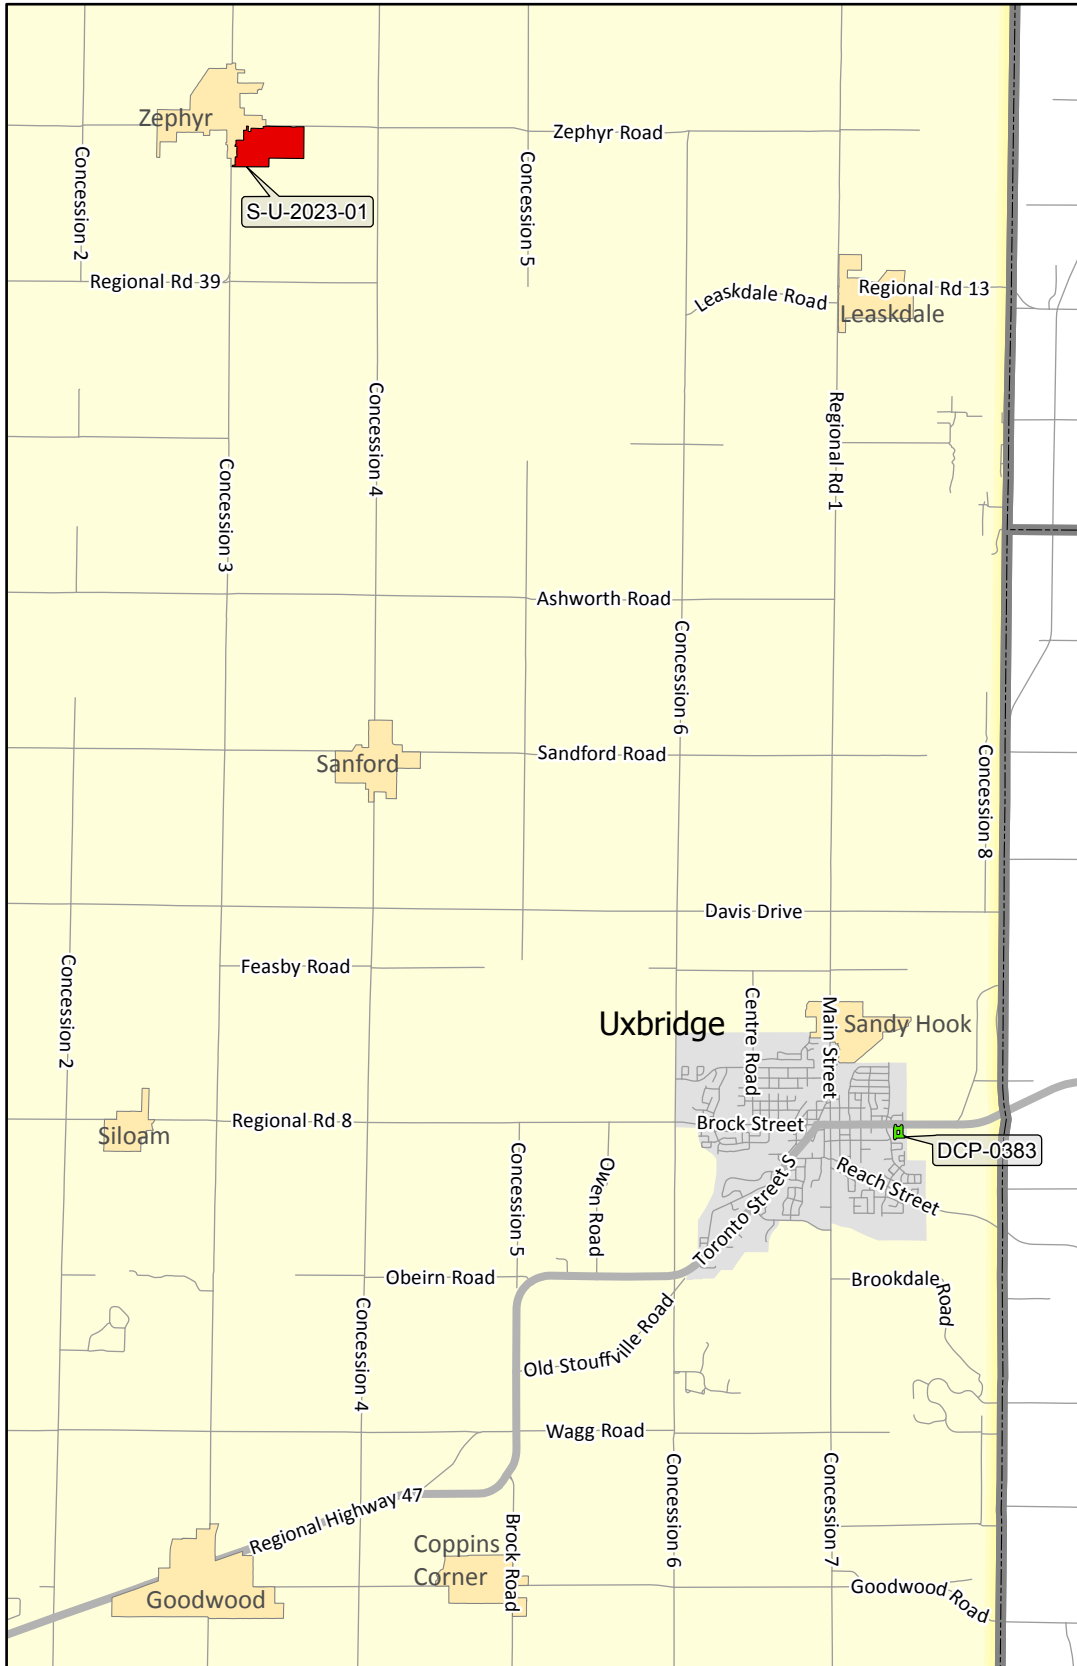 Zephyr
Zephyr Road
Concession 2
Concession 5
S-U-2023-01
Regional Rd 39
Regional Rd 13
Leaskdale Road
Leaskdale
Concession 4
Regional Rd 1
Concession 3
Ashworth Road
Concession 6
Sanford
Sandford Road
Concession 8
Davis Drive
Feasby Road
Concession 2
Centre Road
Main Street
Uxbridge
Sandy Hook
Siloam
Regional Rd 8
Brock Street
DCP-0383
Concession 5
Owen Road
Toronto Street S
Reach Street
Obeirn Road
Brookdale Road
Concession 4
Old Stouffville Road
Wagg Road
Concession 6
Concession 7
Regional Highway 47
Brock Road
Coppins
Corner
Goodwood
Goodwood Road